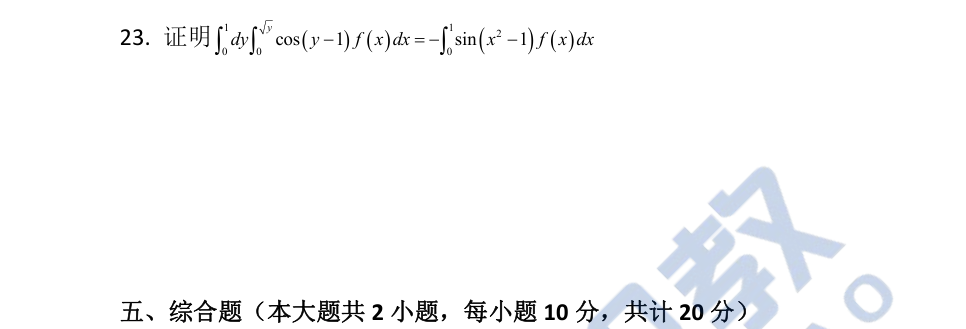 23. 证明∫₀¹dy∫₀^√y cos(y−1)f(x)dx=−∫₀¹sin(x²−1)f(x)dx
五、综合题（本大题共 2 小题，每小题 10 分，共计 20 分）